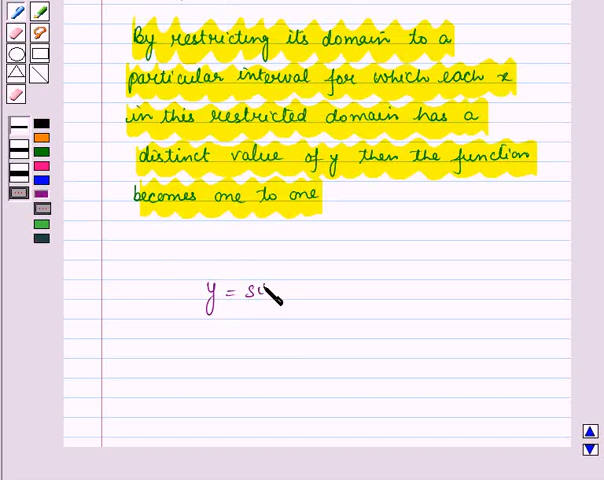 By restricting its domain to a
particular interval for which each x
in this restricted domain has a
distinct value of y then the function
becomes one to one
y = si